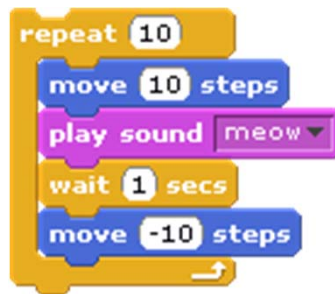 repeat 10
move 10 steps
play sound meow
wait 1 secs
move -10 steps